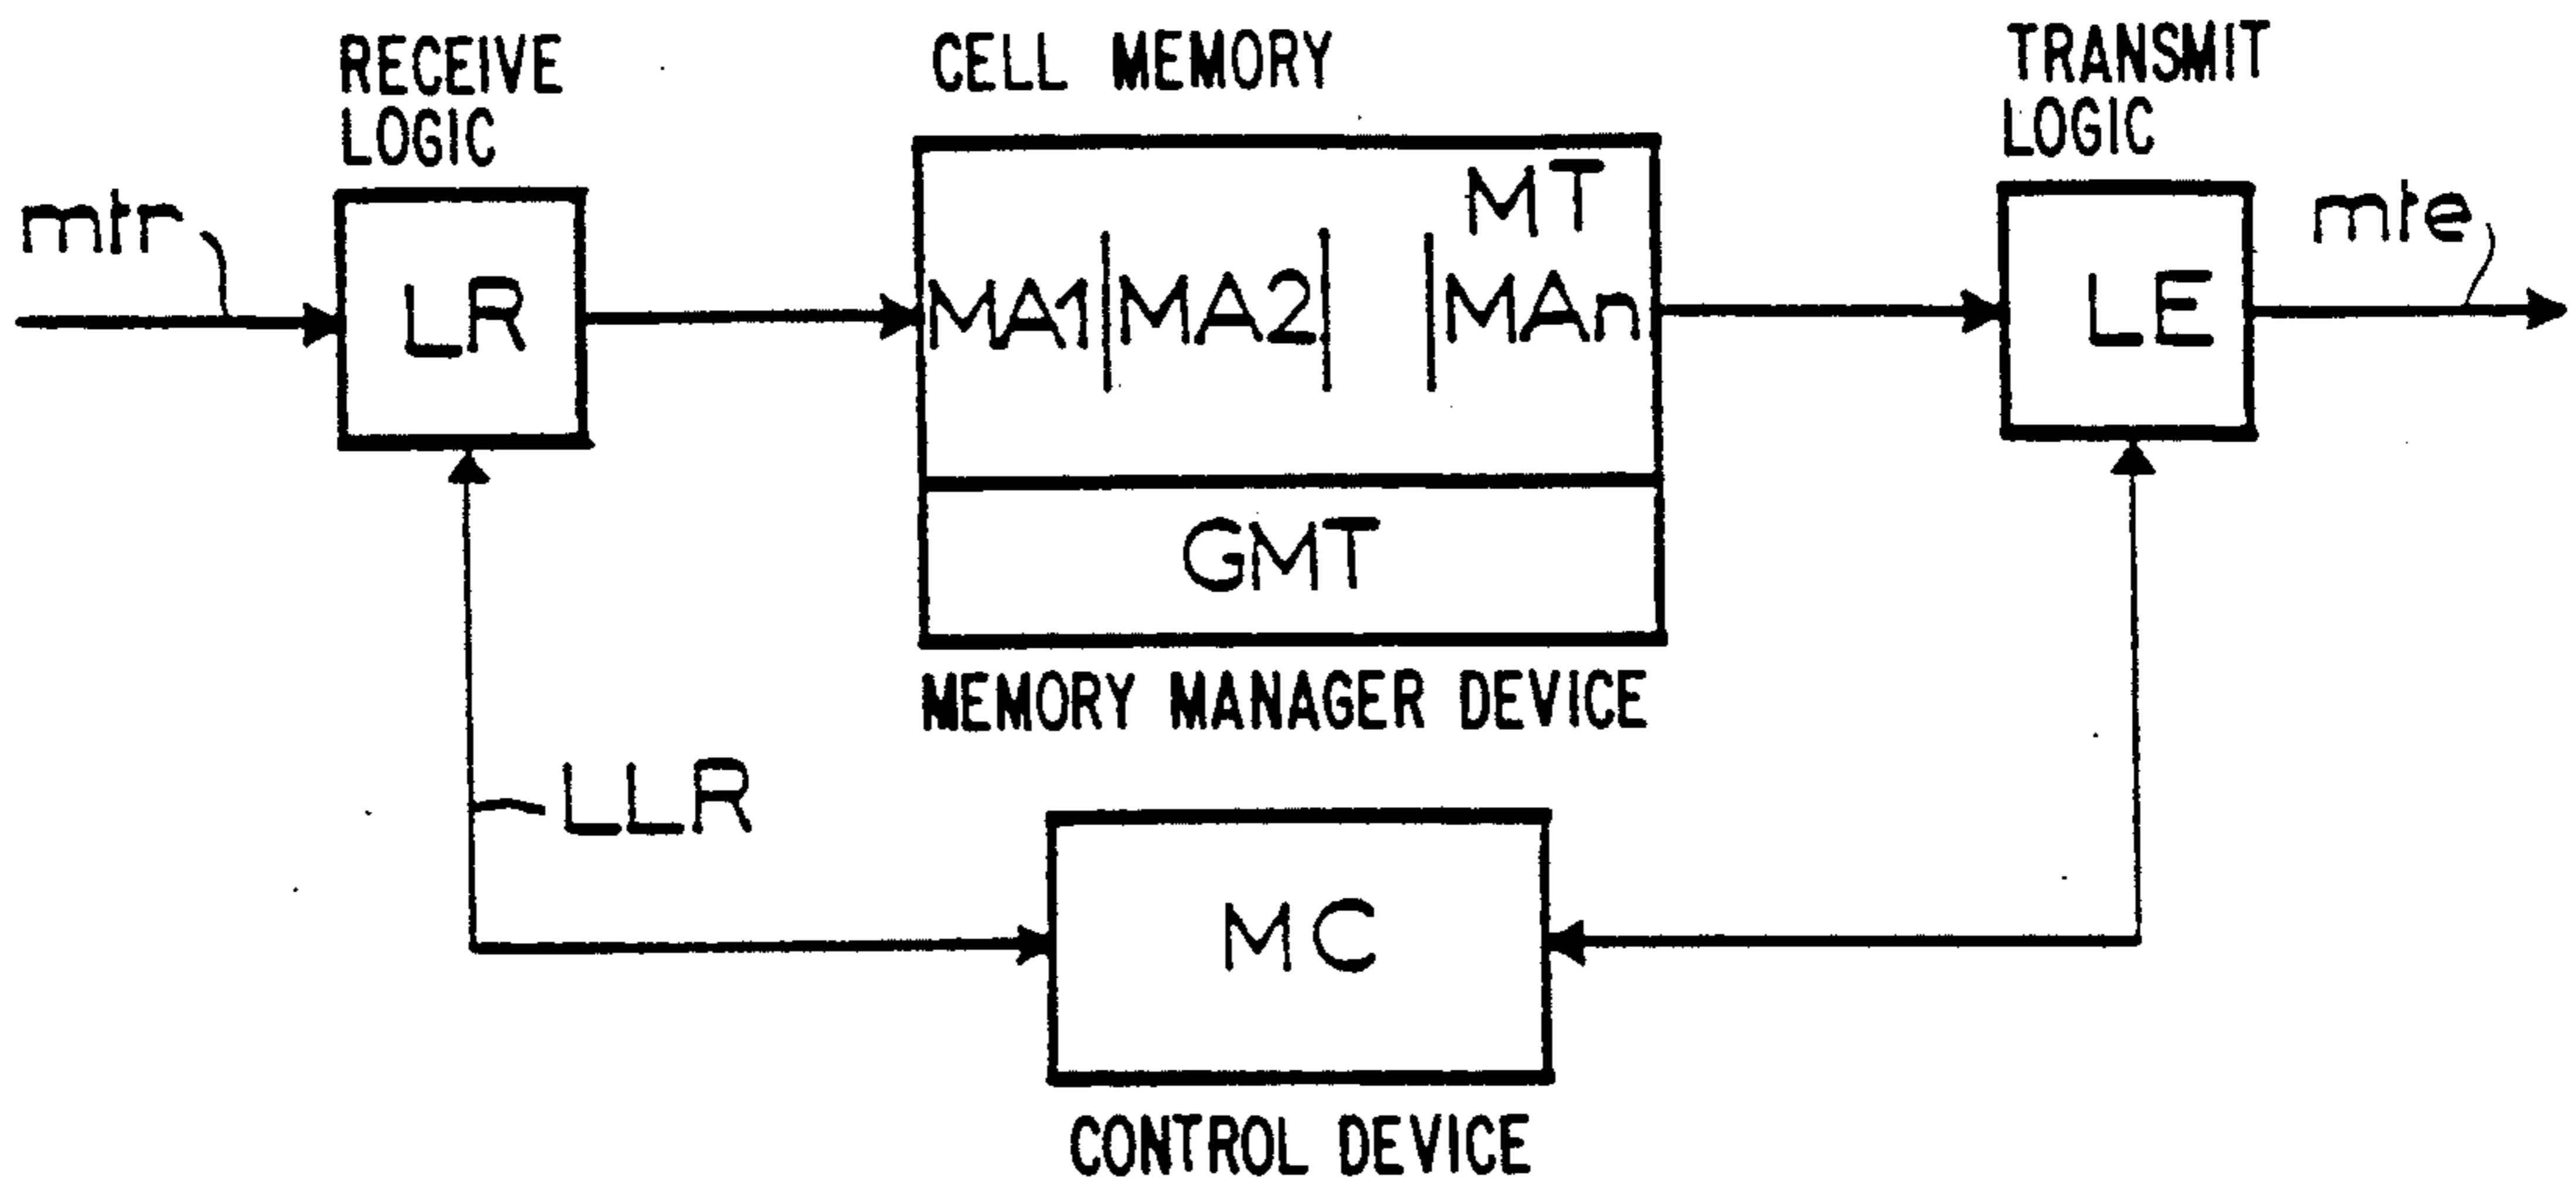 RECEIVE
LOGIC
CELL MEMORY
TRANSMIT
LOGIC
mtr
LR
MT
MA1 MA2 MAn
LE
mte
GMT
MEMORY MANAGER DEVICE
LLR
MC
CONTROL DEVICE